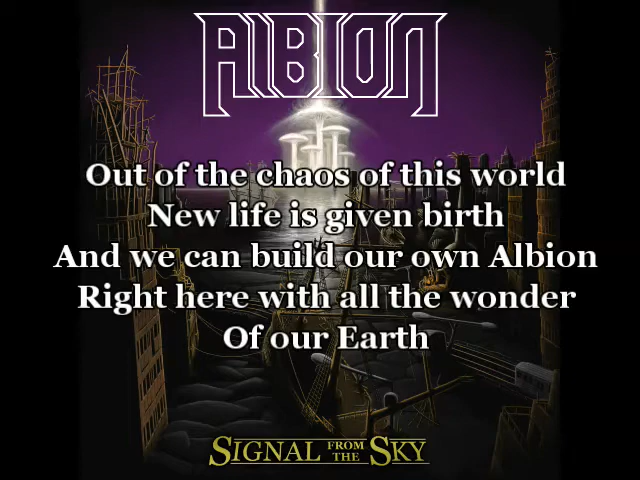 ALBION
Out of the chaos of this world
New life is given birth
And we can build our own Albion
Right here with all the wonder
Of our Earth
SIGNAL FROM THE SKY